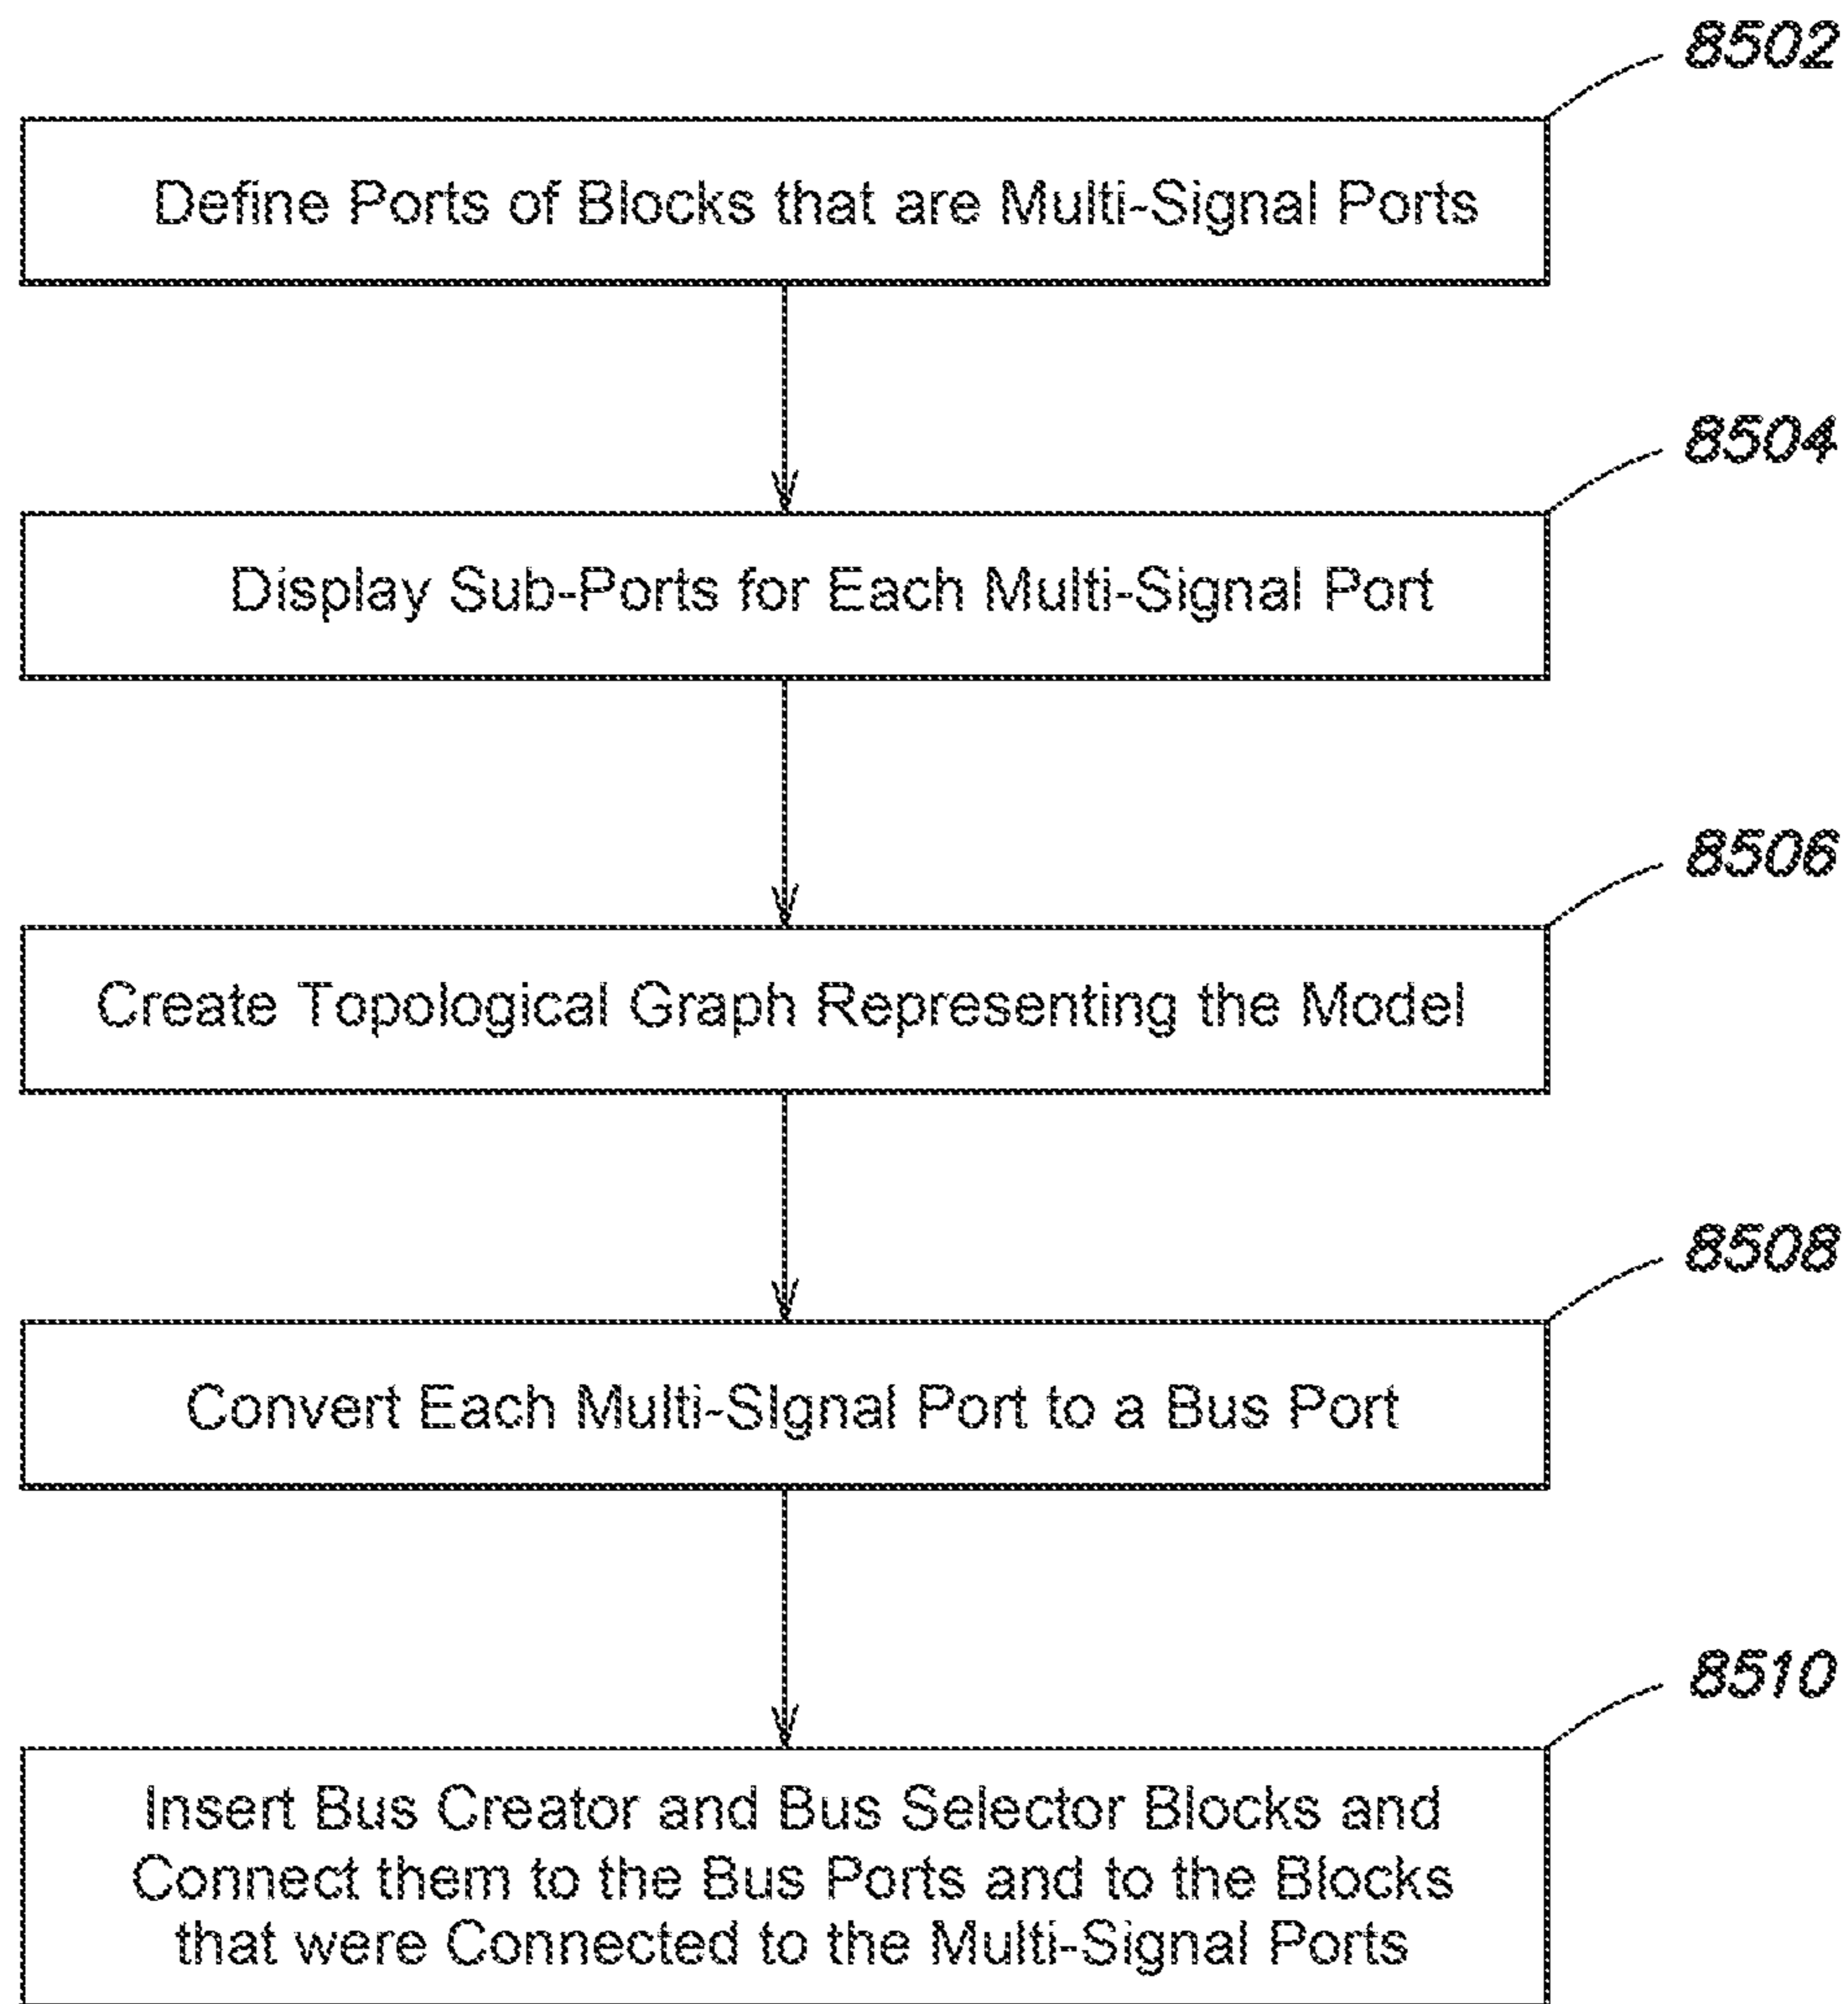 8502
Define Ports of Blocks that are Multi-Signal Ports
8504
Display Sub-Ports for Each Multi-Signal Port
8506
Create Topological Graph Representing the Model
8508
Convert Each Multi-SIgnal Port to a Bus Port
8510
Insert Bus Creator and Bus Selector Blocks and
Connect them to the Bus Ports and to the Blocks
that were Connected to the Multi-Signal Ports